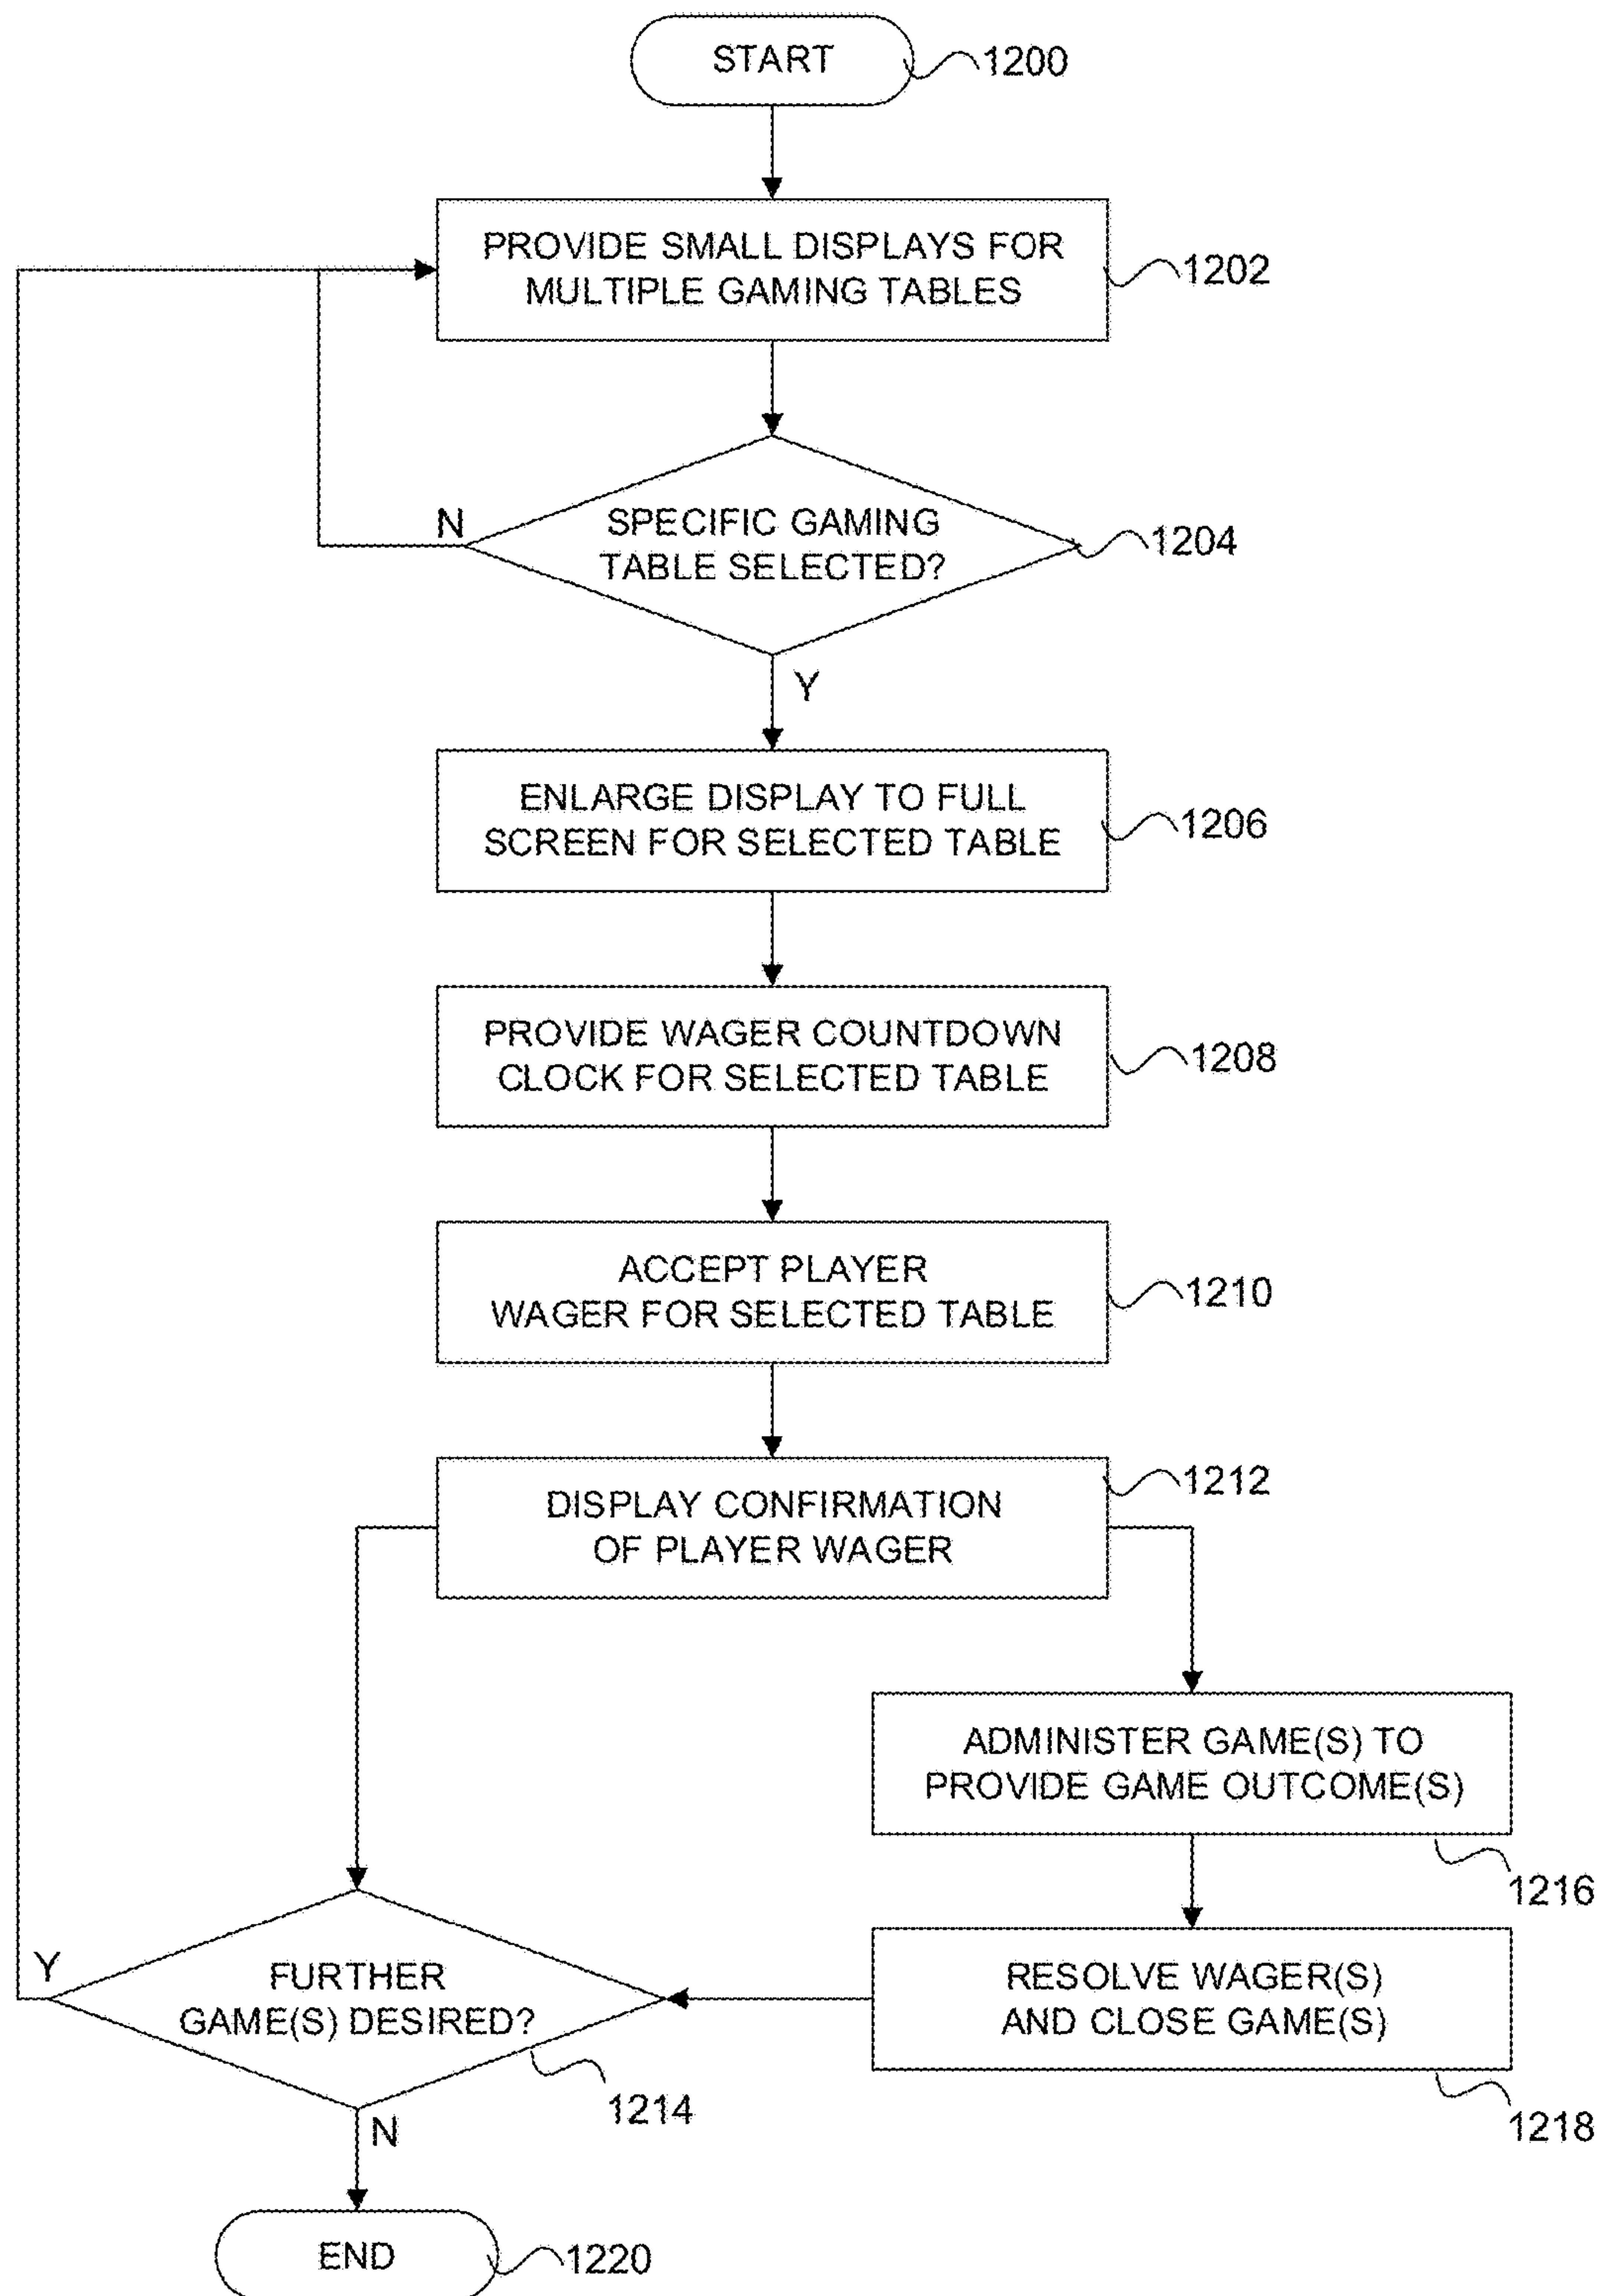 START
1200
PROVIDE SMALL DISPLAYS FOR
MULTIPLE GAMING TABLES
1202
N
SPECIFIC GAMING
TABLE SELECTED?
1204
Y
ENLARGE DISPLAY TO FULL
SCREEN FOR SELECTED TABLE
1206
PROVIDE WAGER COUNTDOWN
CLOCK FOR SELECTED TABLE
1208
ACCEPT PLAYER
WAGER FOR SELECTED TABLE
1210
DISPLAY CONFIRMATION
OF PLAYER WAGER
1212
ADMINISTER GAME(S) TO
PROVIDE GAME OUTCOME(S)
1216
Y
FURTHER
GAME(S) DESIRED?
1214
RESOLVE WAGER(S)
AND CLOSE GAME(S)
1218
N
END
1220